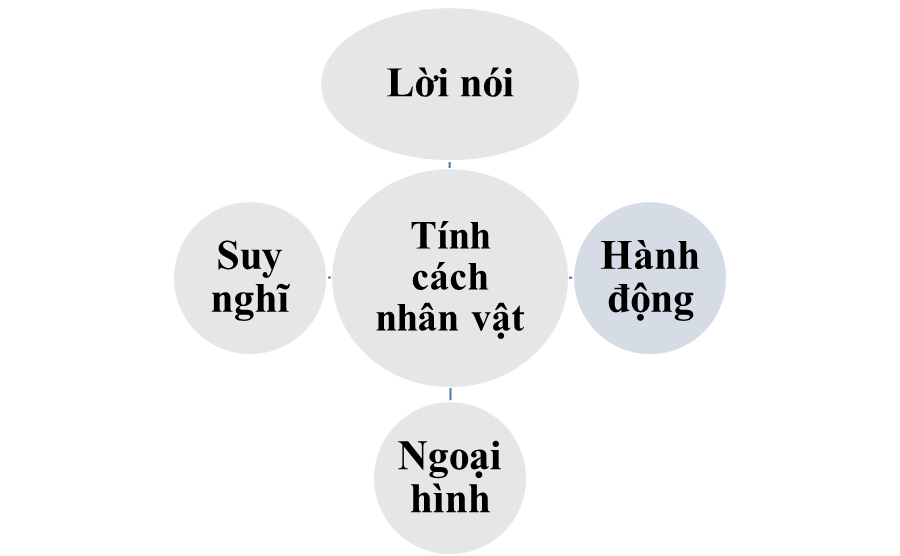 Lời nói
Suy
nghĩ
Tính
cách
nhân vật
Hành
động
Ngoại
hình